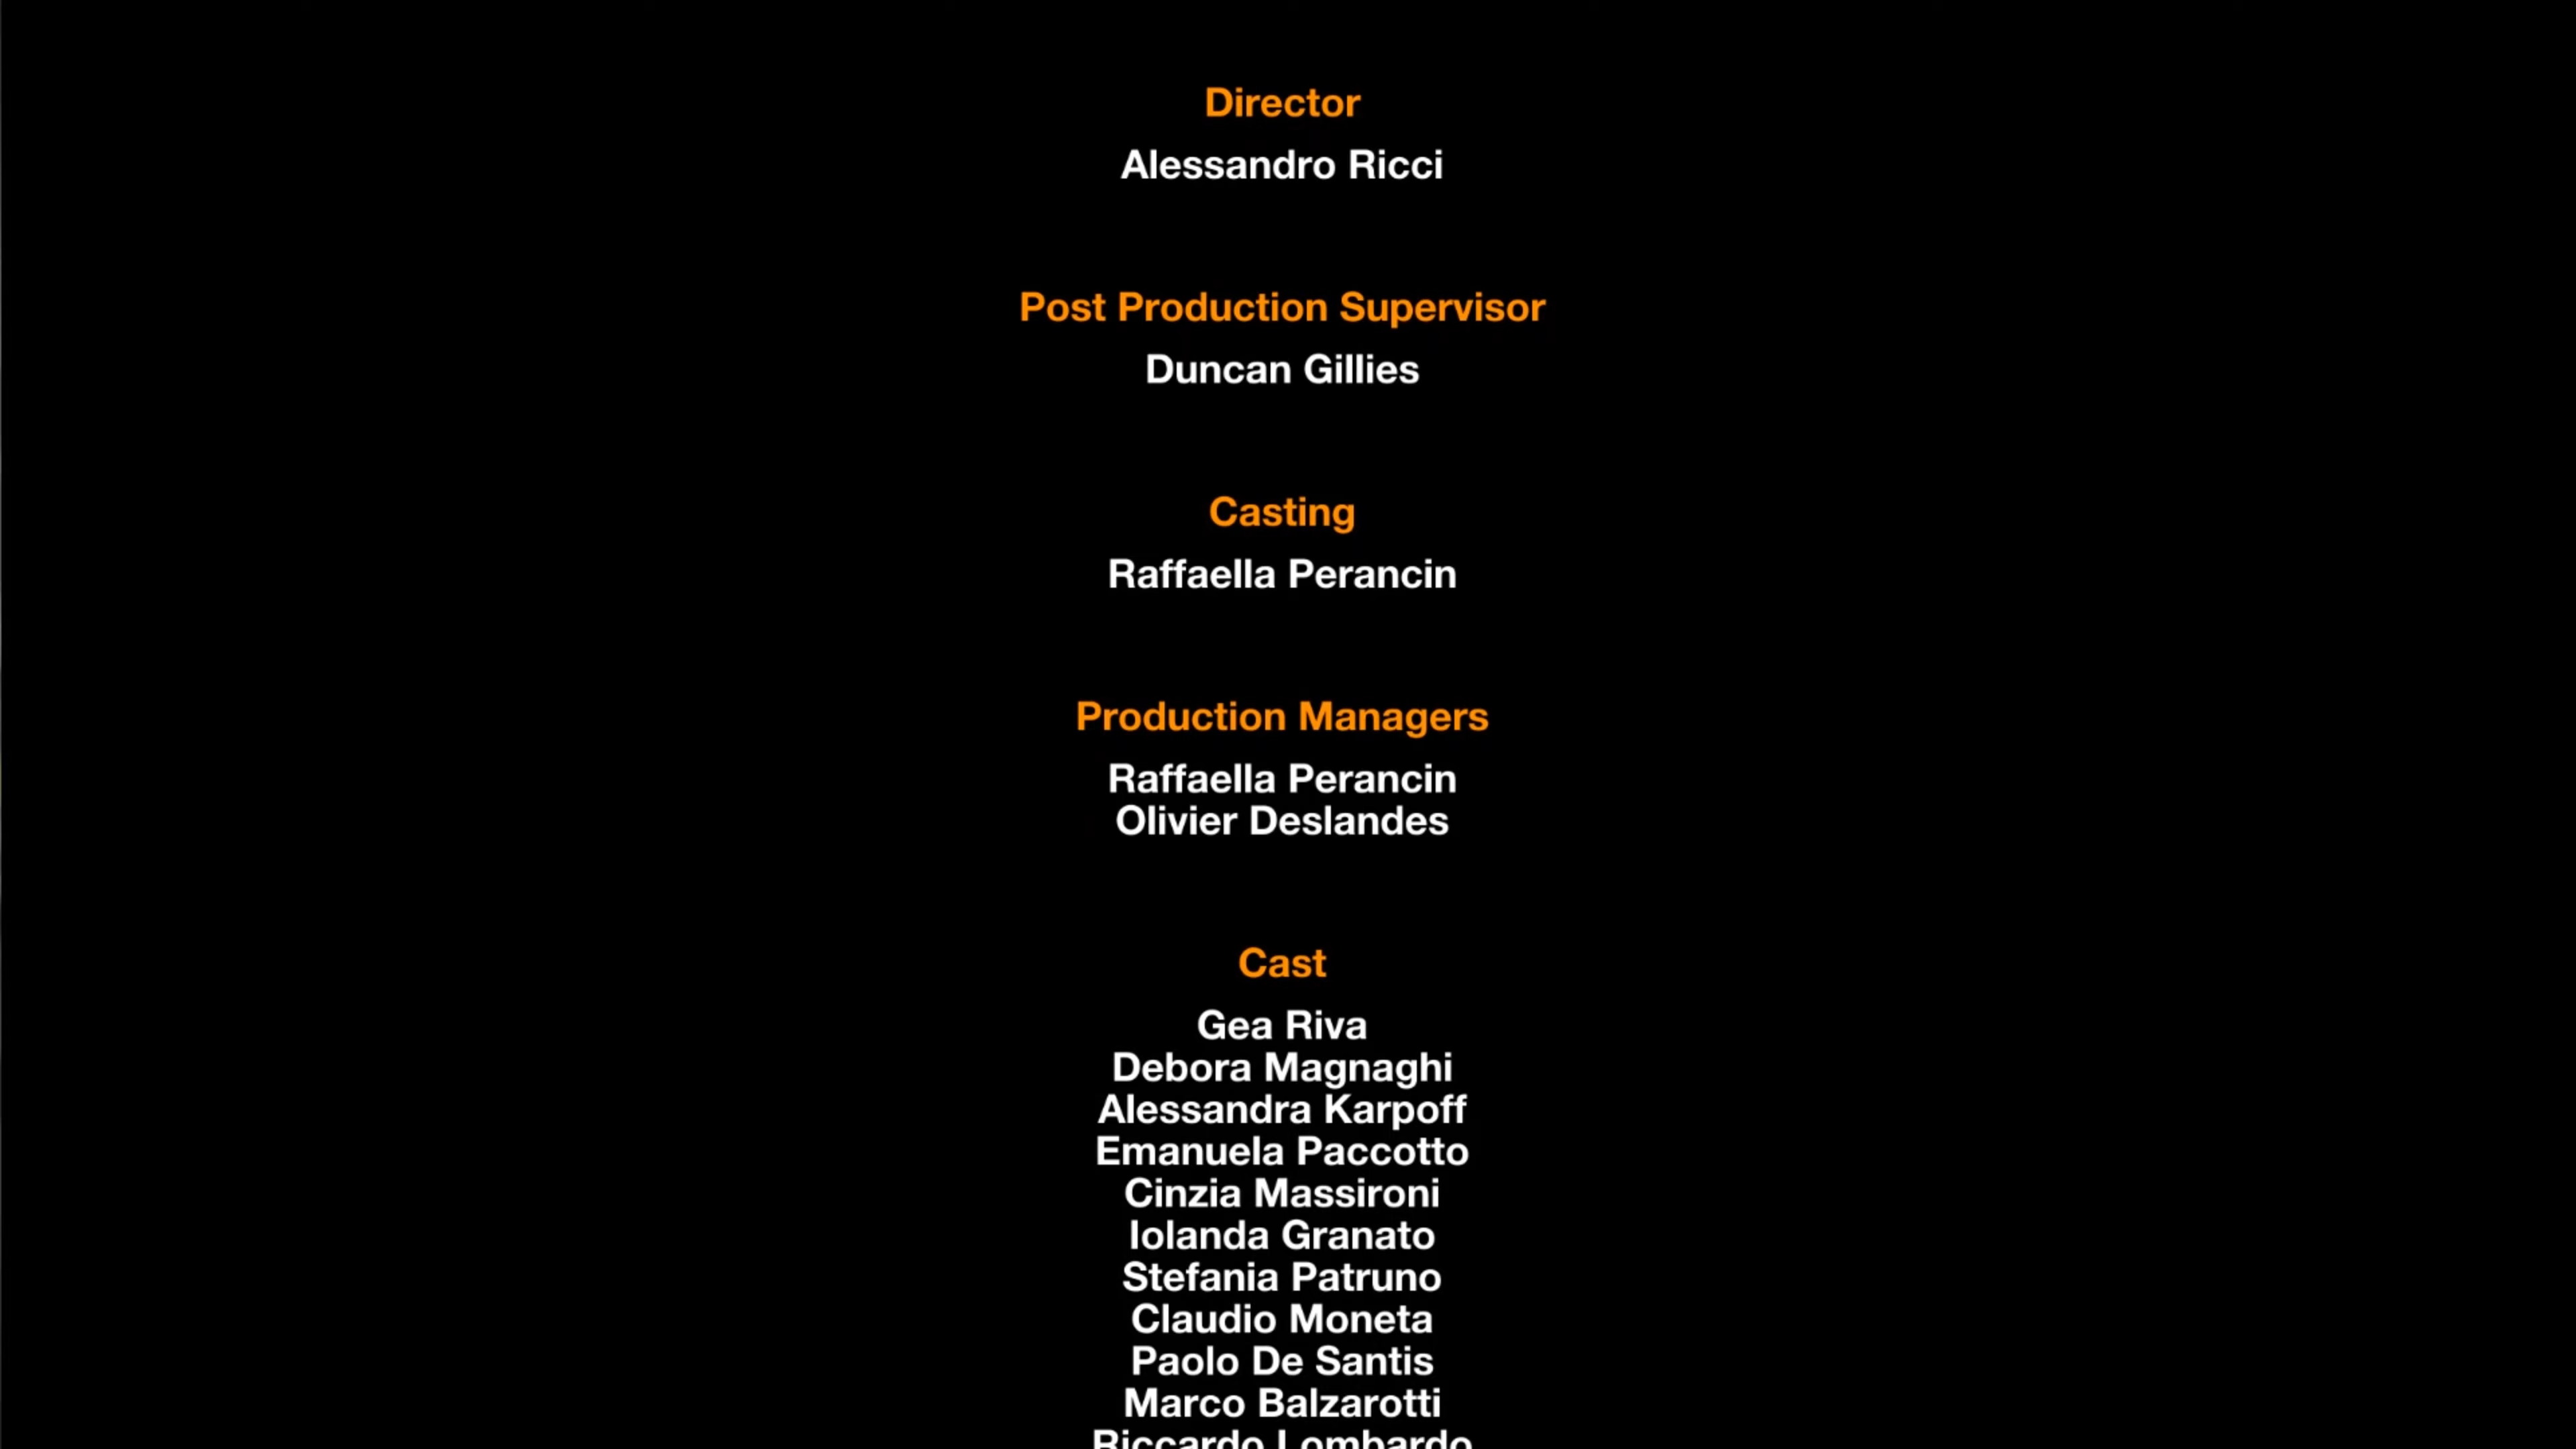 Director
Alessandro Ricci
Post Production Supervisor
Duncan Gillies
Casting
Raffaella Perancin
Production Managers
Raffaella Perancin
Olivier Deslandes
Cast
Gea Riva
Debora Magnaghi
Alessandra Karpoff
Emanuela Paccotto
Cinzia Massironi
Iolanda Granato
Stefania Patruno
Claudio Moneta
Paolo De Santis
Marco Balzarotti
Riccardo Lombardo